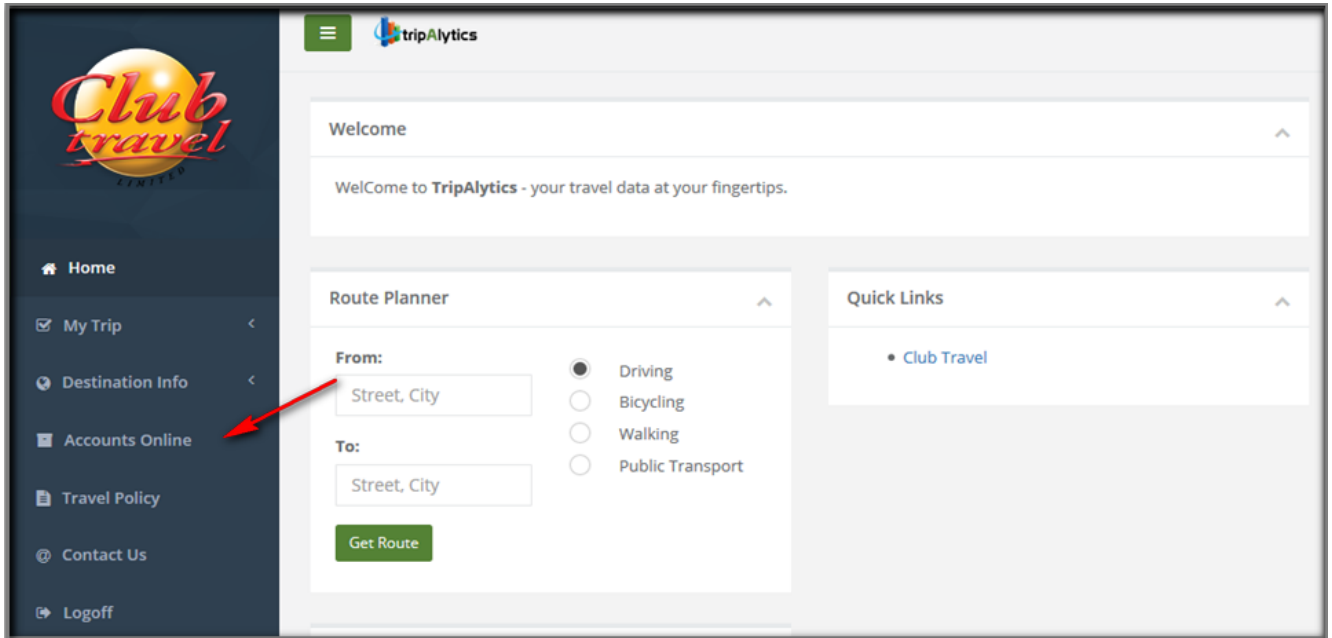 Club
travel
LIMITED
Home
My Trip
Destination Info
Accounts Online
Travel Policy
Contact Us
Logoff
tripAlytics
Welcome
WelCome to TripAlytics - your travel data at your fingertips.
Route Planner
From:
Street, City
To:
Street, City
Driving
Bicycling
Walking
Public Transport
Get Route
Quick Links
Club Travel